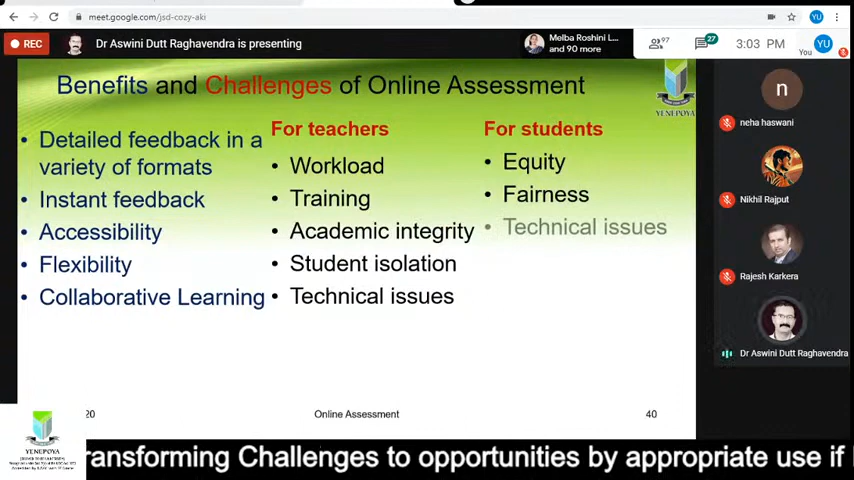 meet.google.com/jsd-cozy-aki
YU
REC
Dr Aswini Dutt Raghavendra is presenting
Melba Roshini L...
and 90 more
97
27
3:03 PM
You
YU
Benefits and Challenges of Online Assessment
YENEPOYA
• Detailed feedback in a
variety of formats
• Instant feedback
• Accessibility
• Flexibility
• Collaborative Learning
For teachers
• Workload
• Training
• Academic integrity
• Student isolation
• Technical issues
For students
• Equity
• Fairness
• Technical issues
n
neha haswani
Nikhil Rajput
Rajesh Karkera
Dr Aswini Dutt Raghavendra
20
Online Assessment
40
YENEPOYA
ransforming Challenges to opportunities by appropriate use if